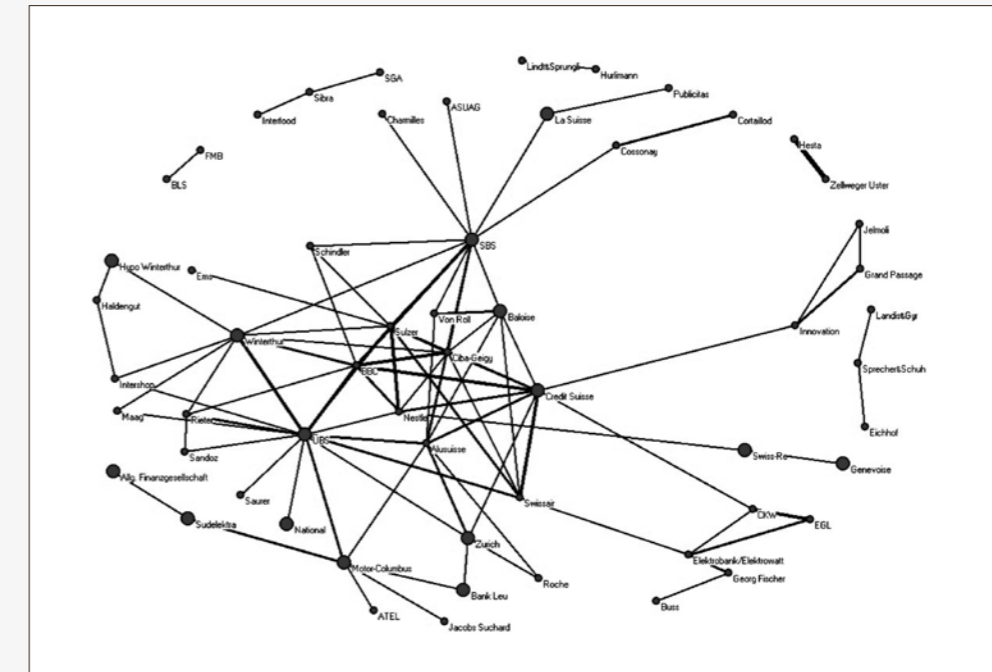 Lindt&Sprungli
Hurlimann
SGA
Sibra
Publicitas
ASUAG
Interfood
Charmilles
La Suisse
Cortaillod
Hesta
Cossonay
FMB
BLS
Zellweger Uster
Jelmoli
SBS
Schindler
Hypo Winterthur
Ems
Grand Passage
Haldengut
Landis&Gyr
Von Roll
Baloise
Sulzer
Innovation
Winterthur
Ciba-Geigy
BBC
Sprecher&Schuh
Intershop
Credit Suisse
Maag
Rieter
Nestle
Eichhof
UBS
Alusuisse
Sandoz
Swiss-Re
Genevoise
Allg. Finanzgesellschaft
Saurer
Swissair
Sudelektra
National
CKW
EGL
Zurich
Elektrobank/Elektrowatt
Motor-Columbus
Georg Fischer
Roche
Bank Leu
Buss
ATEL
Jacobs Suchard